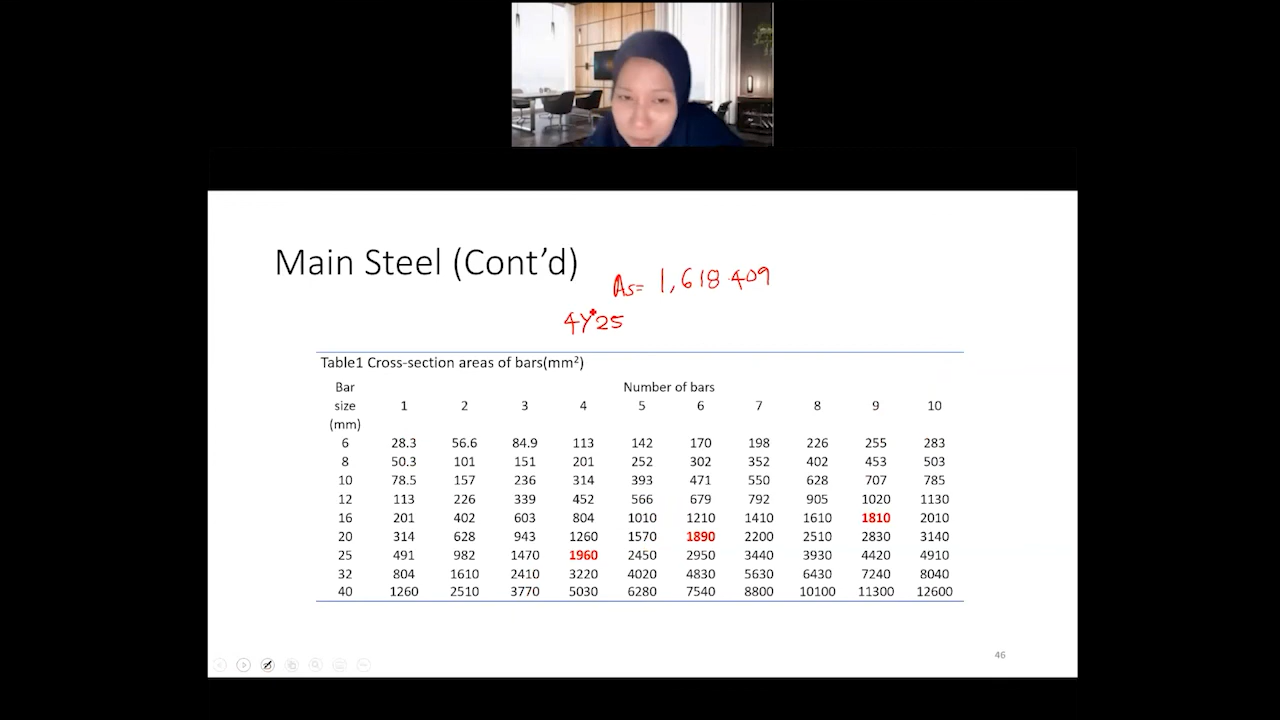 Main Steel (Cont'd)
As= 1,618.409
4Y25
Table1 Cross-section areas of bars(mm²)
Bar size (mm) Number of bars
1 2 3 4 5 6 7 8 9 10
6 28.3 56.6 84.9 113 142 170 198 226 255 283
8 50.3 101 151 201 252 302 352 402 453 503
10 78.5 157 236 314 393 471 550 628 707 785
12 113 226 339 452 566 679 792 905 1020 1130
16 201 402 603 804 1010 1210 1410 1610 1810 2010
20 314 628 943 1260 1570 1890 2200 2510 2830 3140
25 491 982 1470 1960 2450 2950 3440 3930 4420 4910
32 804 1610 2410 3220 4020 4830 5630 6430 7240 8040
40 1260 2510 3770 5030 6280 7540 8800 10100 11300 12600
46